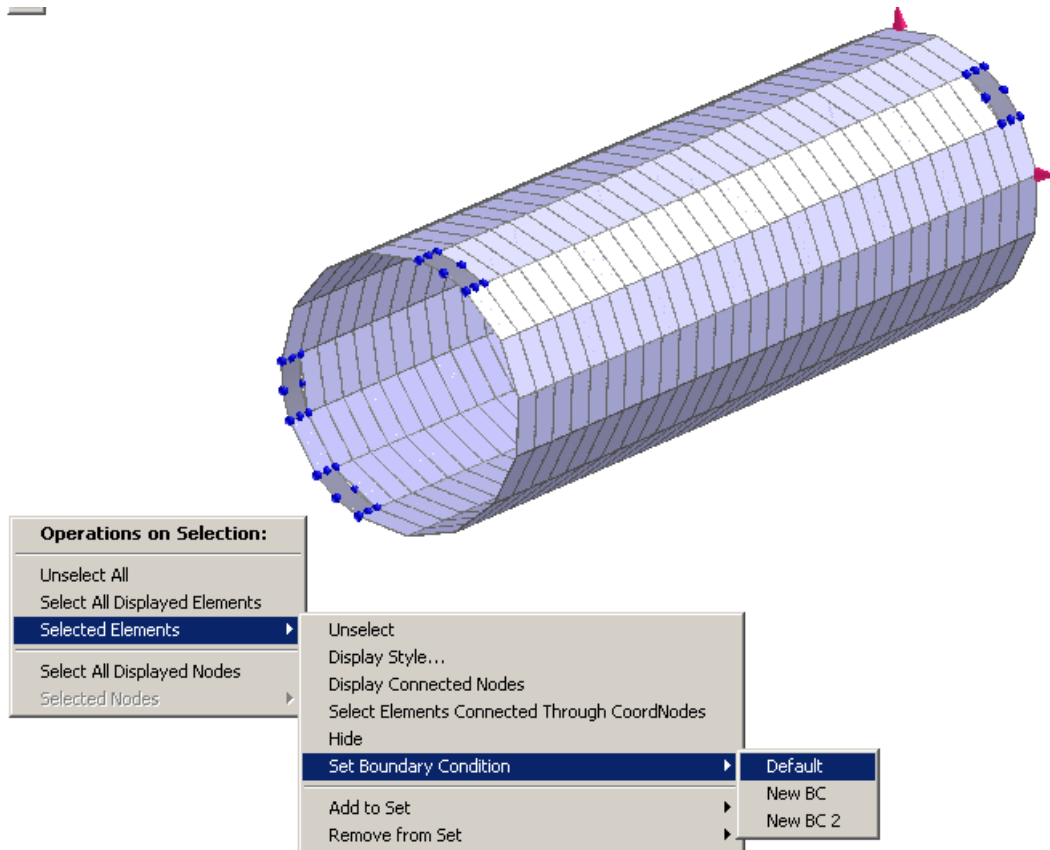 Operations on Selection:
Unselect All
Select All Displayed Elements
Selected Elements
Select All Displayed Nodes
Selected Nodes
Unselect
Display Style...
Display Connected Nodes
Select Elements Connected Through CoordNodes
Hide
Set Boundary Condition
Add to Set
Remove from Set
Default
New BC
New BC 2